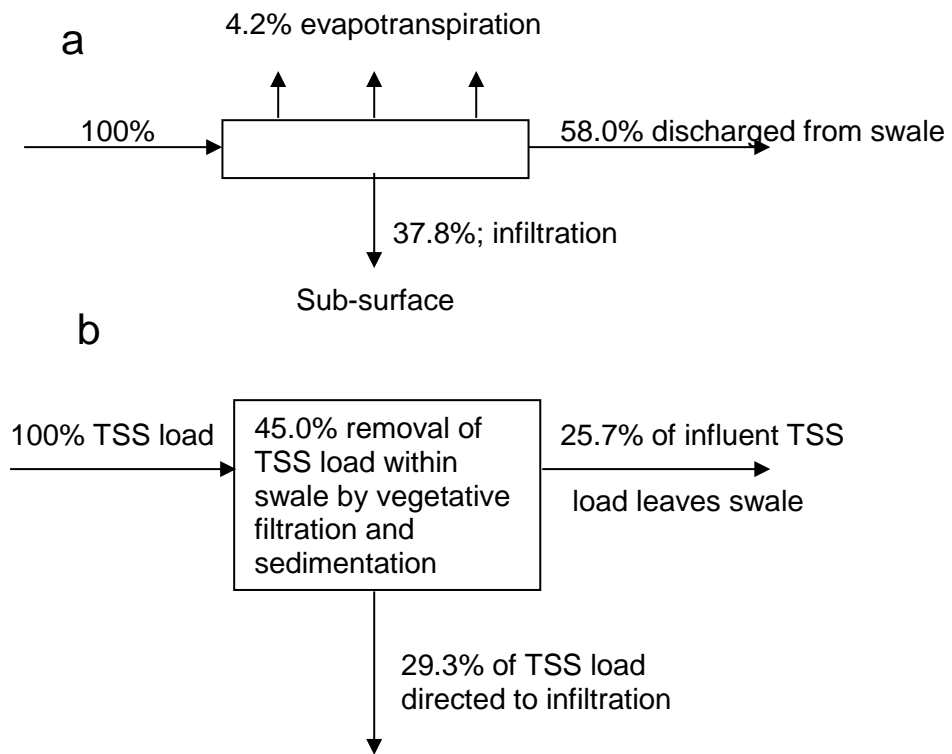 a
4.2% evapotranspiration
100%
58.0% discharged from swale
37.8%; infiltration
Sub-surface
b
100% TSS load
45.0% removal of
TSS load within
swale by vegetative
filtration and
sedimentation
25.7% of influent TSS
load leaves swale
29.3% of TSS load
directed to infiltration